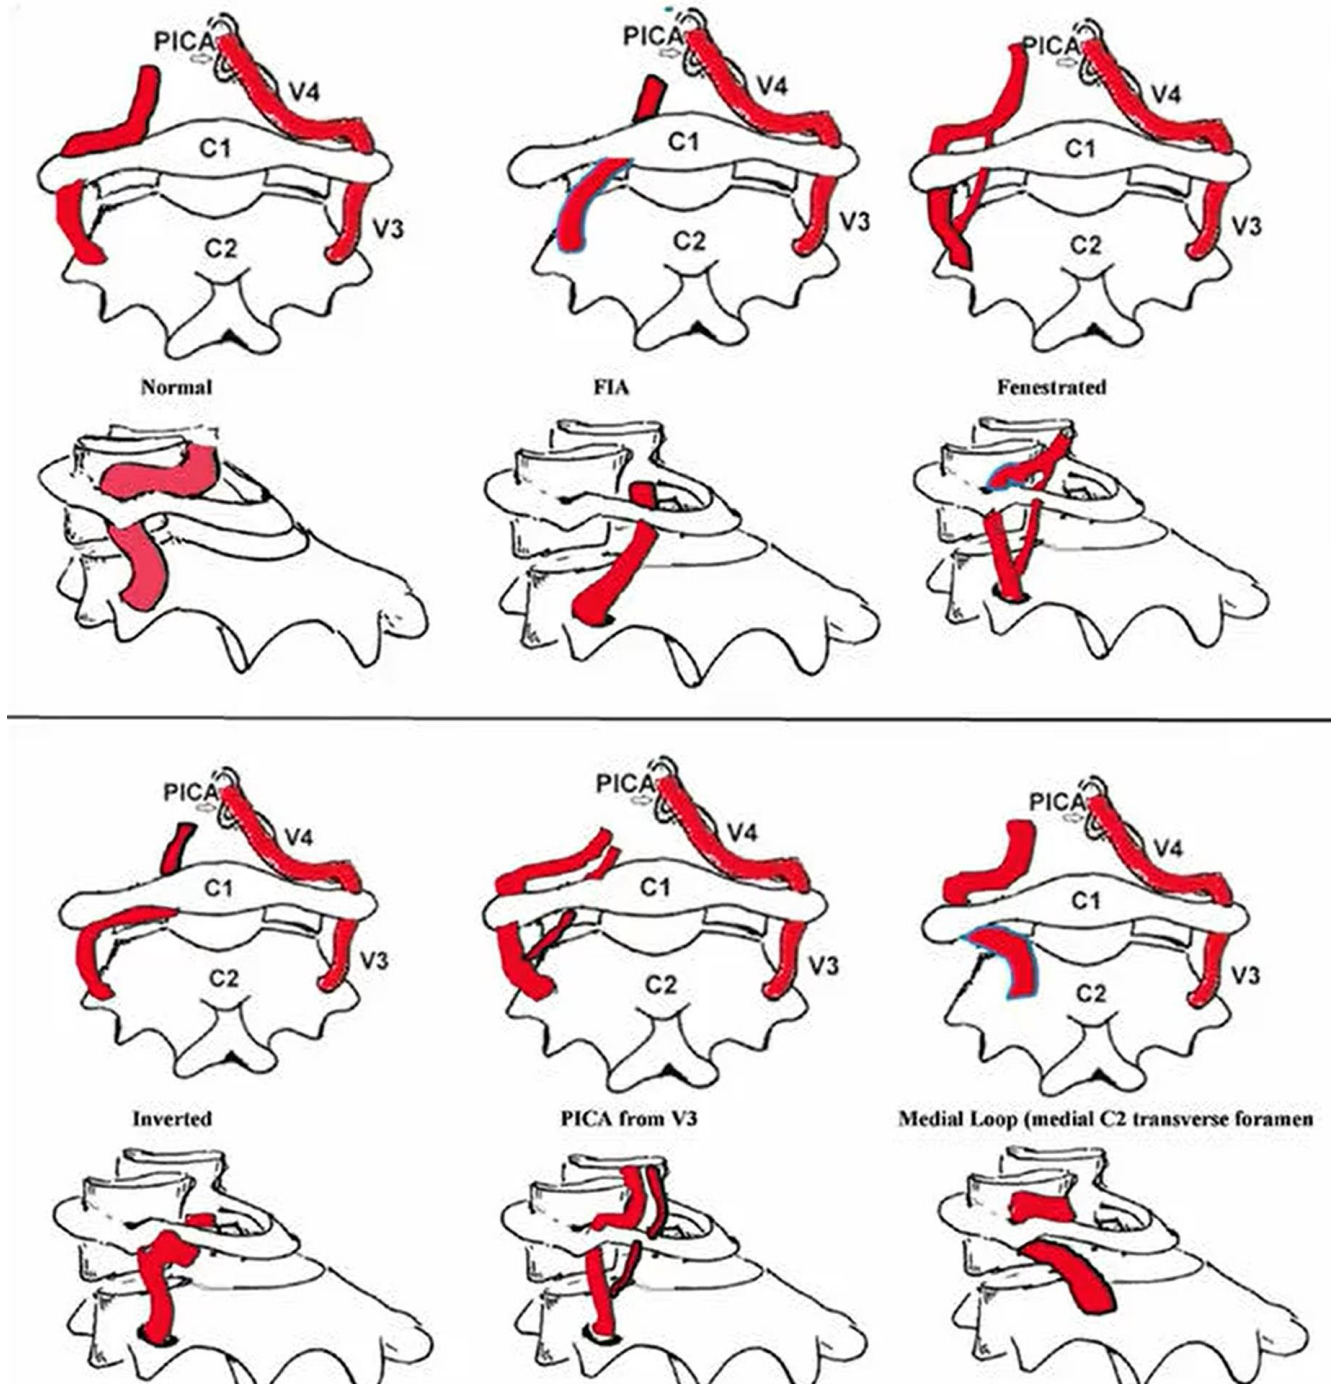 PICA PICA PICA
V4 V4 V4
C1 C1 C1
V3 V3 V3
C2 C2 C2
Normal FIA Fenestrated
PICA PICA PICA
V4 V4 V4
C1 C1 C1
V3 V3 V3
C2 C2 C2
Inverted PICA from V3 Medial Loop (medial C2 transverse foramen